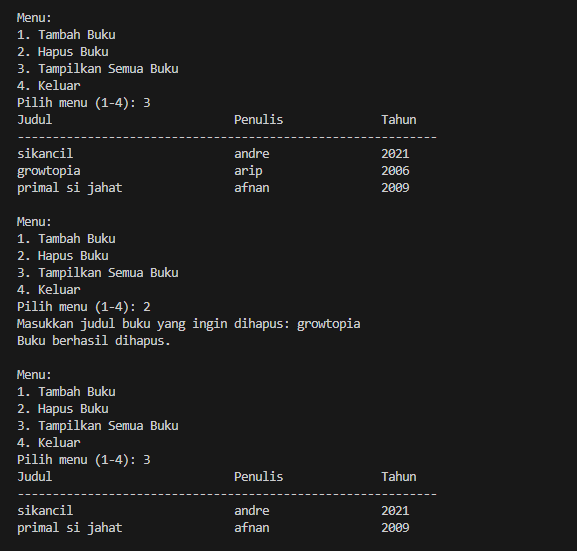 Menu:
1. Tambah Buku
2. Hapus Buku
3. Tampilkan Semua Buku
4. Keluar
Pilih menu (1-4): 3
Judul                          Penulis              Tahun
------------------------------------------------------------
sikancil                       andre                2021
growtopia                      arip                 2006
primal si jahat                afnan                2009

Menu:
1. Tambah Buku
2. Hapus Buku
3. Tampilkan Semua Buku
4. Keluar
Pilih menu (1-4): 2
Masukkan judul buku yang ingin dihapus: growtopia
Buku berhasil dihapus.

Menu:
1. Tambah Buku
2. Hapus Buku
3. Tampilkan Semua Buku
4. Keluar
Pilih menu (1-4): 3
Judul                          Penulis              Tahun
------------------------------------------------------------
sikancil                       andre                2021
primal si jahat                afnan                2009